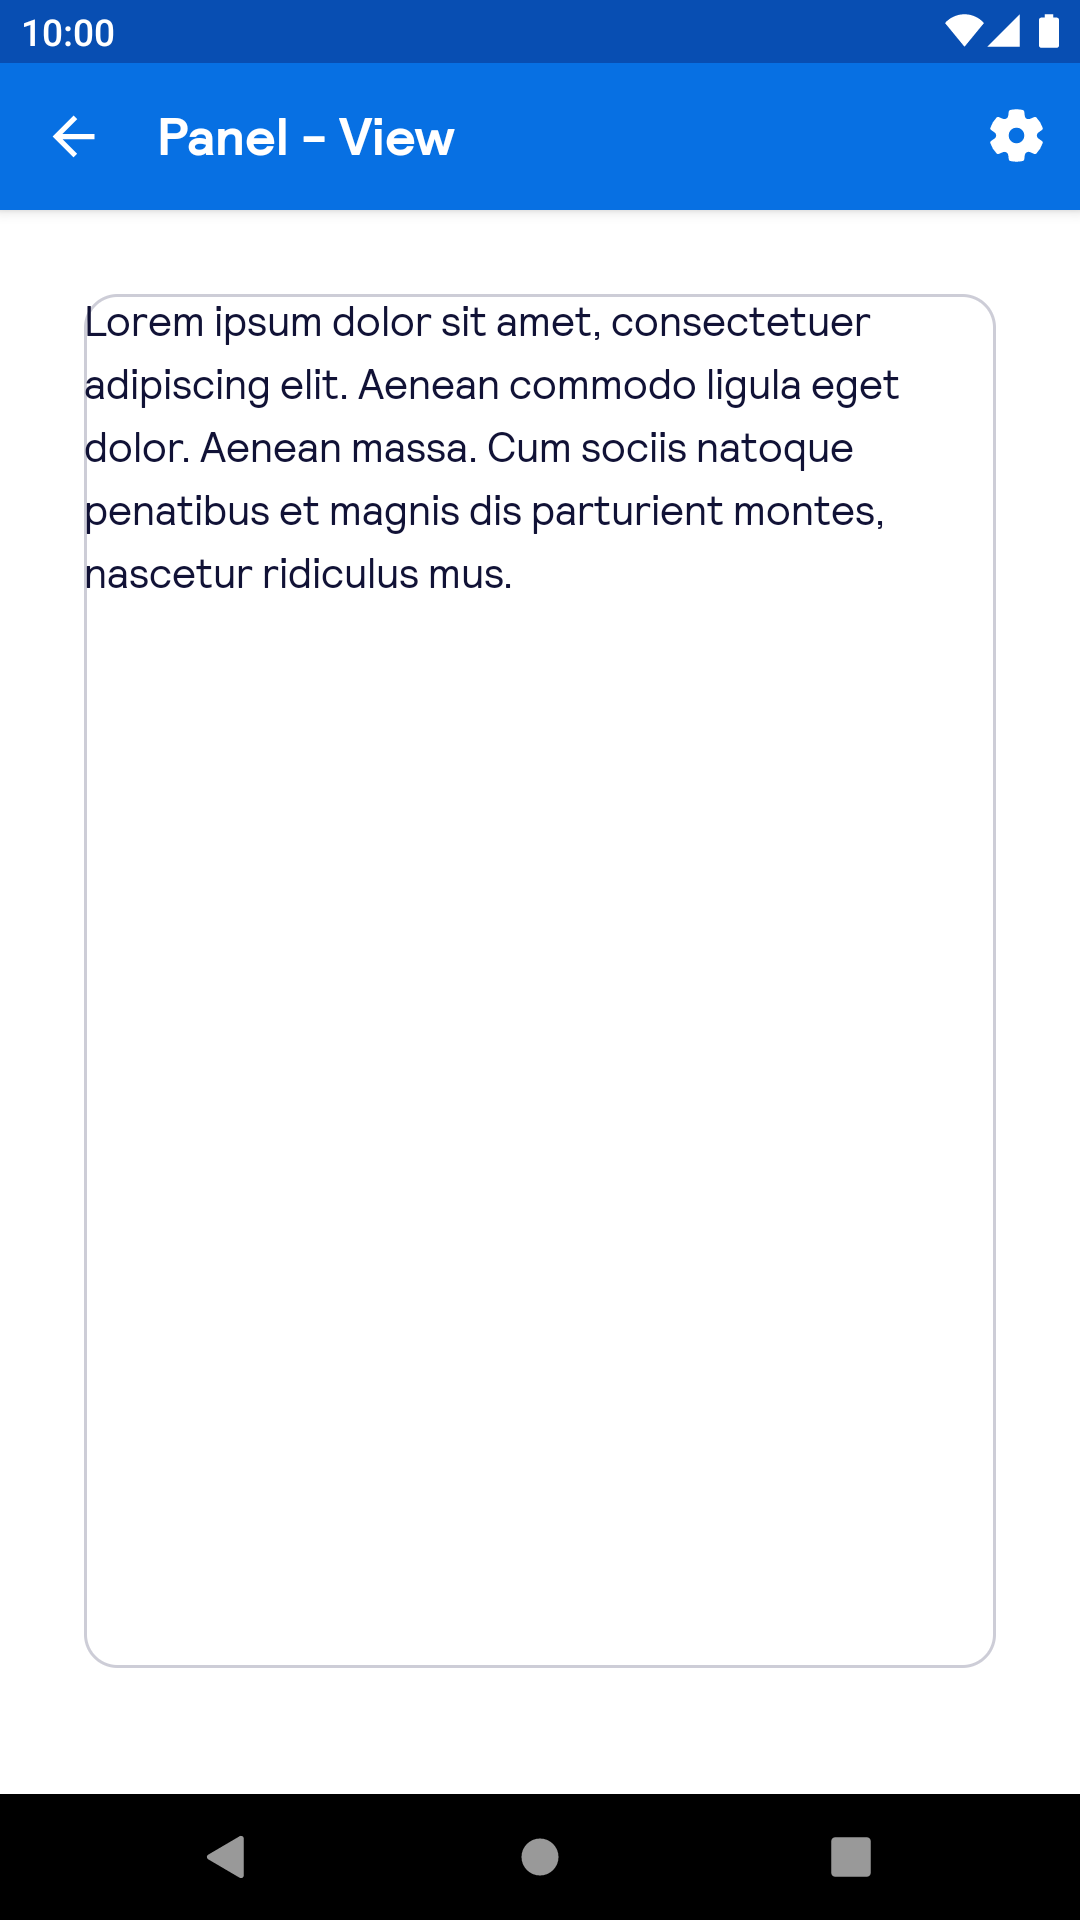 10:00
Panel - View
Lorem ipsum dolor sit amet, consectetuer
adipiscing elit. Aenean commodo ligula eget
dolor. Aenean massa. Cum sociis natoque
penatibus et magnis dis parturient montes,
nascetur ridiculus mus.